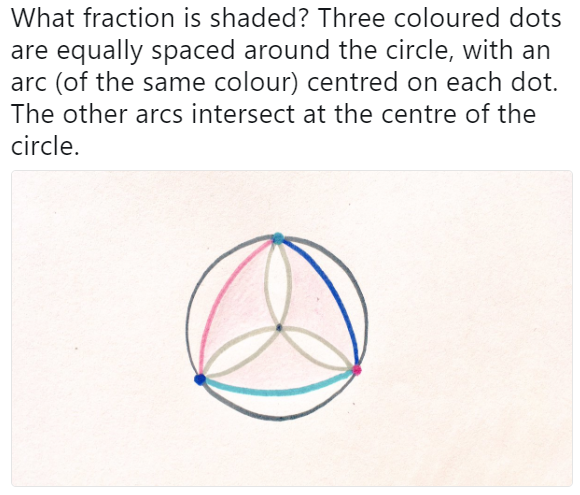 What fraction is shaded? Three coloured dots
are equally spaced around the circle, with an
arc (of the same colour) centred on each dot.
The other arcs intersect at the centre of the
circle.